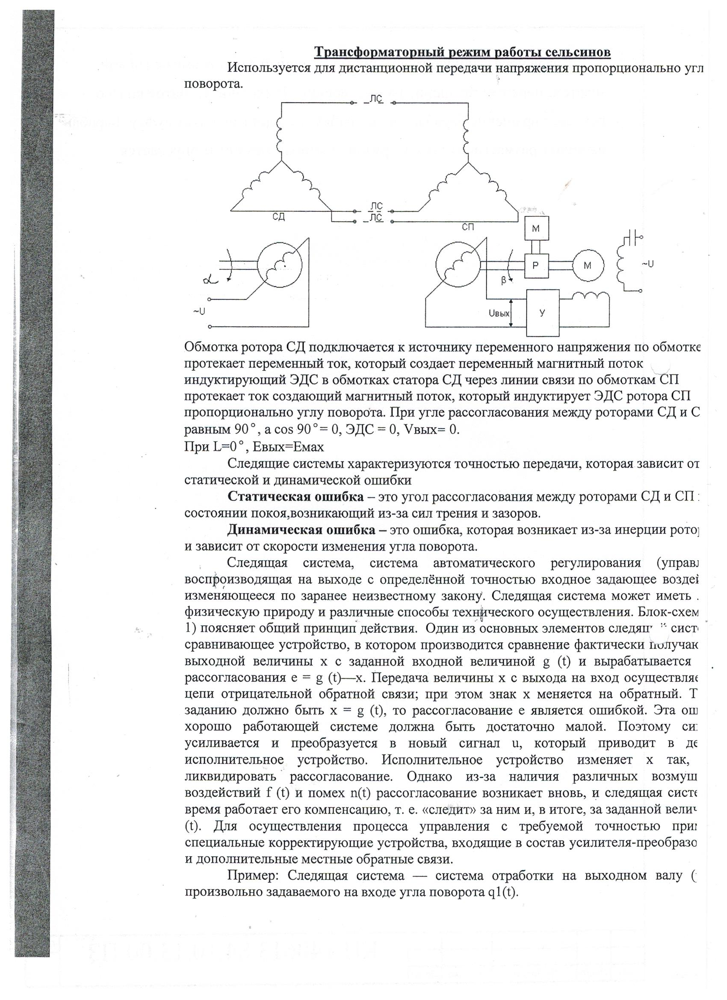 Трансформаторный режим работы сельсинов
Используется для дистанционной передачи напряжения пропорционально угл
поворота.
ЛС
ЛС
ЛС
СД
СП
М
Р
М
~U
α
β
~U
Uвых
У
Обмотка ротора СД подключается к источнику переменного напряжения по обмотке
протекает переменный ток, который создает переменный магнитный поток
индуктирующий ЭДС в обмотках статора СД через линии связи по обмоткам СП
протекает ток создающий магнитный поток, который индуктирует ЭДС ротора СП
пропорционально углу поворота. При угле рассогласования между роторами СД и С
равным 90°, а cos 90°= 0, ЭДС = 0, Vвых= 0.
При L=0°, Евых=Емах
Следящие системы характеризуются точностью передачи, которая зависит от
статической и динамической ошибки
Статическая ошибка – это угол рассогласования между роторами СД и СП
состоянии покоя,возникающий из-за сил трения и зазоров.
Динамическая ошибка – это ошибка, которая возникает из-за инерции рото
и зависит от скорости изменения угла поворота.
Следящая система, система автоматического регулирования (управл
воспроизводящая на выходе с определённой точностью входное задающее воздей
изменяющееся по заранее неизвестному закону. Следящая система может иметь
физическую природу и различные способы технического осуществления. Блок-схем
1) поясняет общий принцип действия. Один из основных элементов следящ сист
сравнивающее устройство, в котором производится сравнение фактически получак
выходной величины x с заданной входной величиной g (t) и вырабатывается
рассогласования e = g (t)—x. Передача величины x с выхода на вход осуществляе
цепи отрицательной обратной связи; при этом знак x меняется на обратный. Т
заданию должно быть x = g (t), то рассогласование e является ошибкой. Эта ош
хорошо работающей системе должна быть достаточно малой. Поэтому си
усиливается и преобразуется в новый сигнал u, который приводит в де
исполнительное устройство. Исполнительное устройство изменяет x так,
ликвидировать рассогласование. Однако из-за наличия различных возмущ
воздействий f (t) и помех n(t) рассогласование возникает вновь, и следящая систе
время работает его компенсацию, т. е. «следит» за ним и, в итоге, за заданной велич
(t). Для осуществления процесса управления с требуемой точностью при
специальные корректирующие устройства, входящие в состав усилителя-преобразо
и дополнительные местные обратные связи.
Пример: Следящая система — система отработки на выходном валу (
произвольно задаваемого на входе угла поворота q1(t).